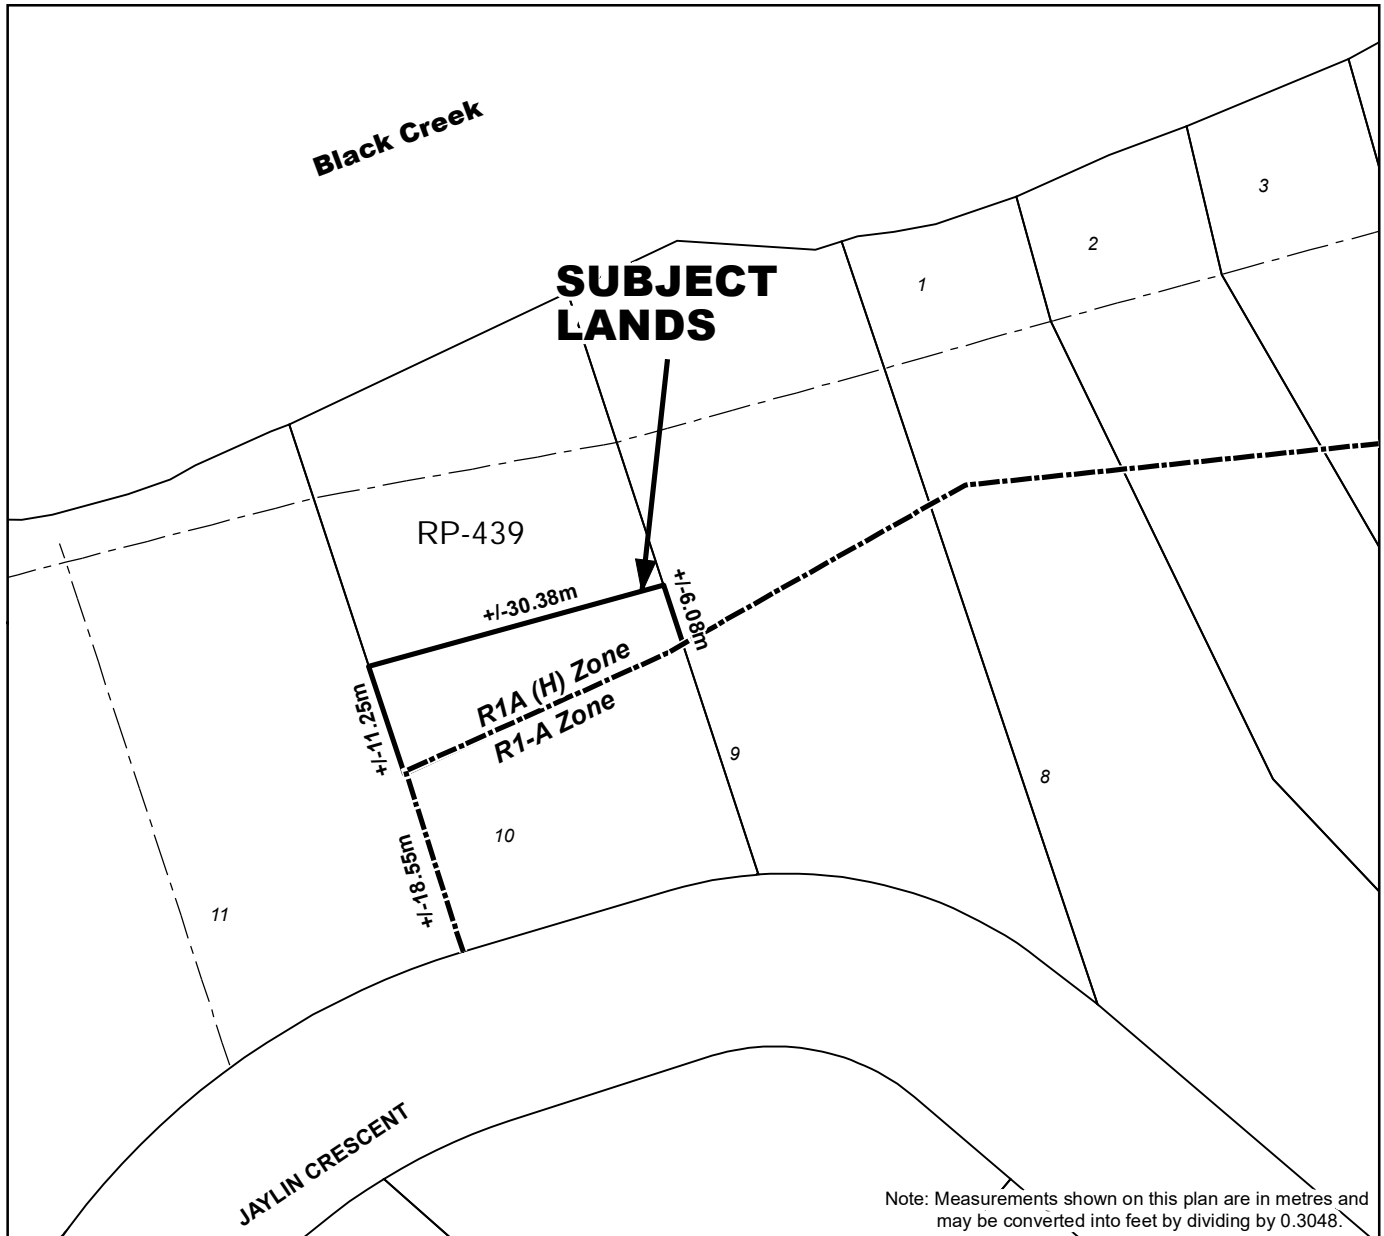 Black Creek
3
2
1
SUBJECT
LANDS
RP-439
+/-30.38m
+/-6.08m
R1A (H) Zone
R1-A Zone
+/-11.25m
9
8
10
+/-18.55m
11
JAYLIN CRESCENT
Note: Measurements shown on this plan are in metres and
may be converted into feet by dividing by 0.3048.